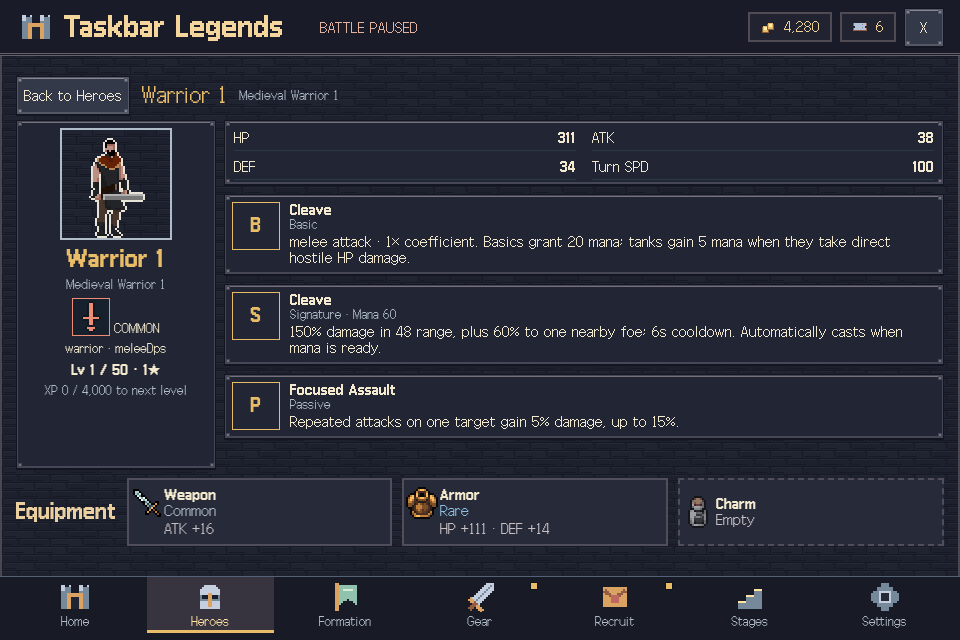 Taskbar Legends
BATTLE PAUSED
4,280
6
X
Back to Heroes
Warrior 1
Medieval Warrior 1
Warrior 1
Medieval Warrior 1
COMMON
warrior · meleeDps
Lv 1 / 50 · 1★
XP 0 / 4,000 to next level
HP 311 ATK 38
DEF 34 Turn SPD 100
B
Cleave
Basic
melee attack · 1× coefficient. Basics grant 20 mana; tanks gain 5 mana when they take direct
hostile HP damage.
S
Cleave
Signature · Mana 60
150% damage in 48 range, plus 60% to one nearby foe; 6s cooldown. Automatically casts when
mana is ready.
P
Focused Assault
Passive
Repeated attacks on one target gain 5% damage, up to 15%.
Equipment
Weapon
Common
ATK +16
Armor
Rare
HP +111 · DEF +14
Charm
Empty
Home
Heroes
Formation
Gear
Recruit
Stages
Settings